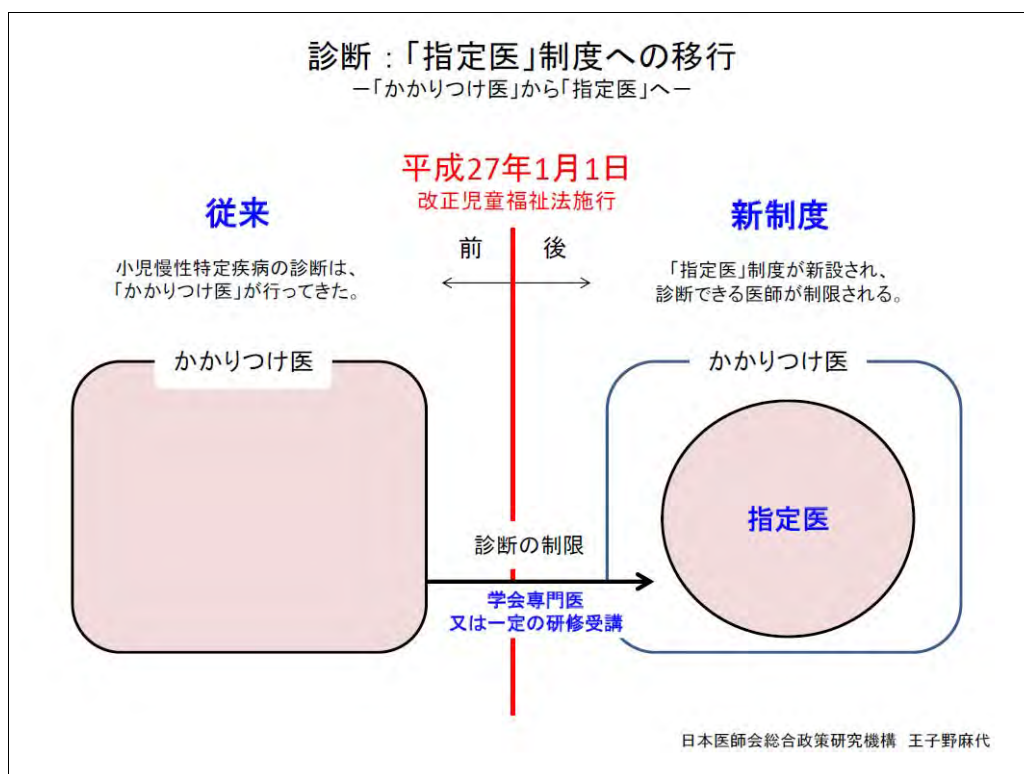 診断：「指定医」制度への移行
－「かかりつけ医」から「指定医」へ－
平成27年1月1日
改正児童福祉法施行
従来
新制度
前
後
小児慢性特定疾病の診断は、
「かかりつけ医」が行ってきた。
「指定医」制度が新設され、
診断できる医師が制限される。
かかりつけ医
かかりつけ医
指定医
診断の制限
学会専門医
又は一定の研修受講
日本医師会総合政策研究機構 王子野麻代